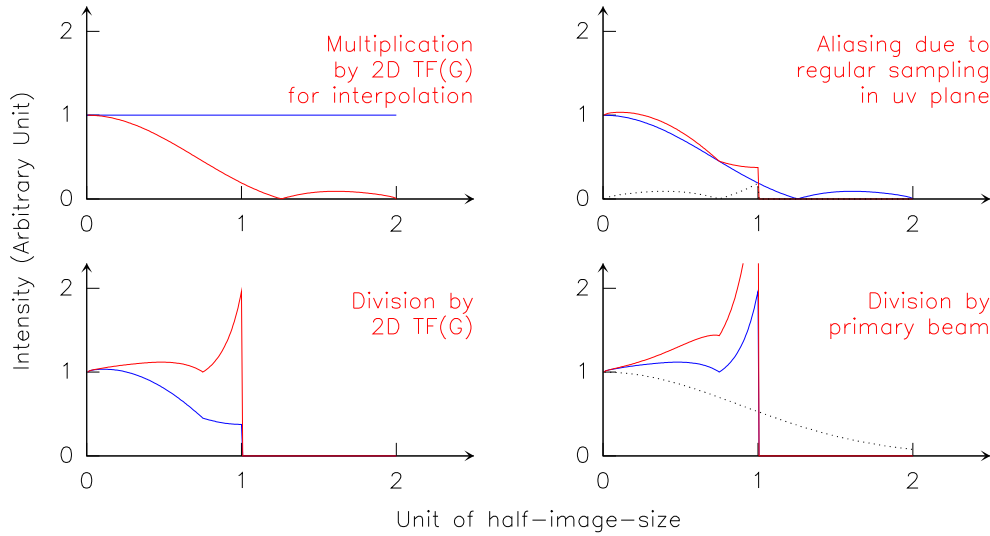 Intensity (Arbitrary Unit)
2
1
0
0
1
2
Multiplication
by 2D TF(G)
for interpolation
2
1
0
0
1
2
Aliasing due to
regular sampling
in uv plane
2
1
0
0
1
2
Division by
2D TF(G)
2
1
0
0
1
2
Division by
primary beam
Unit of half-image-size